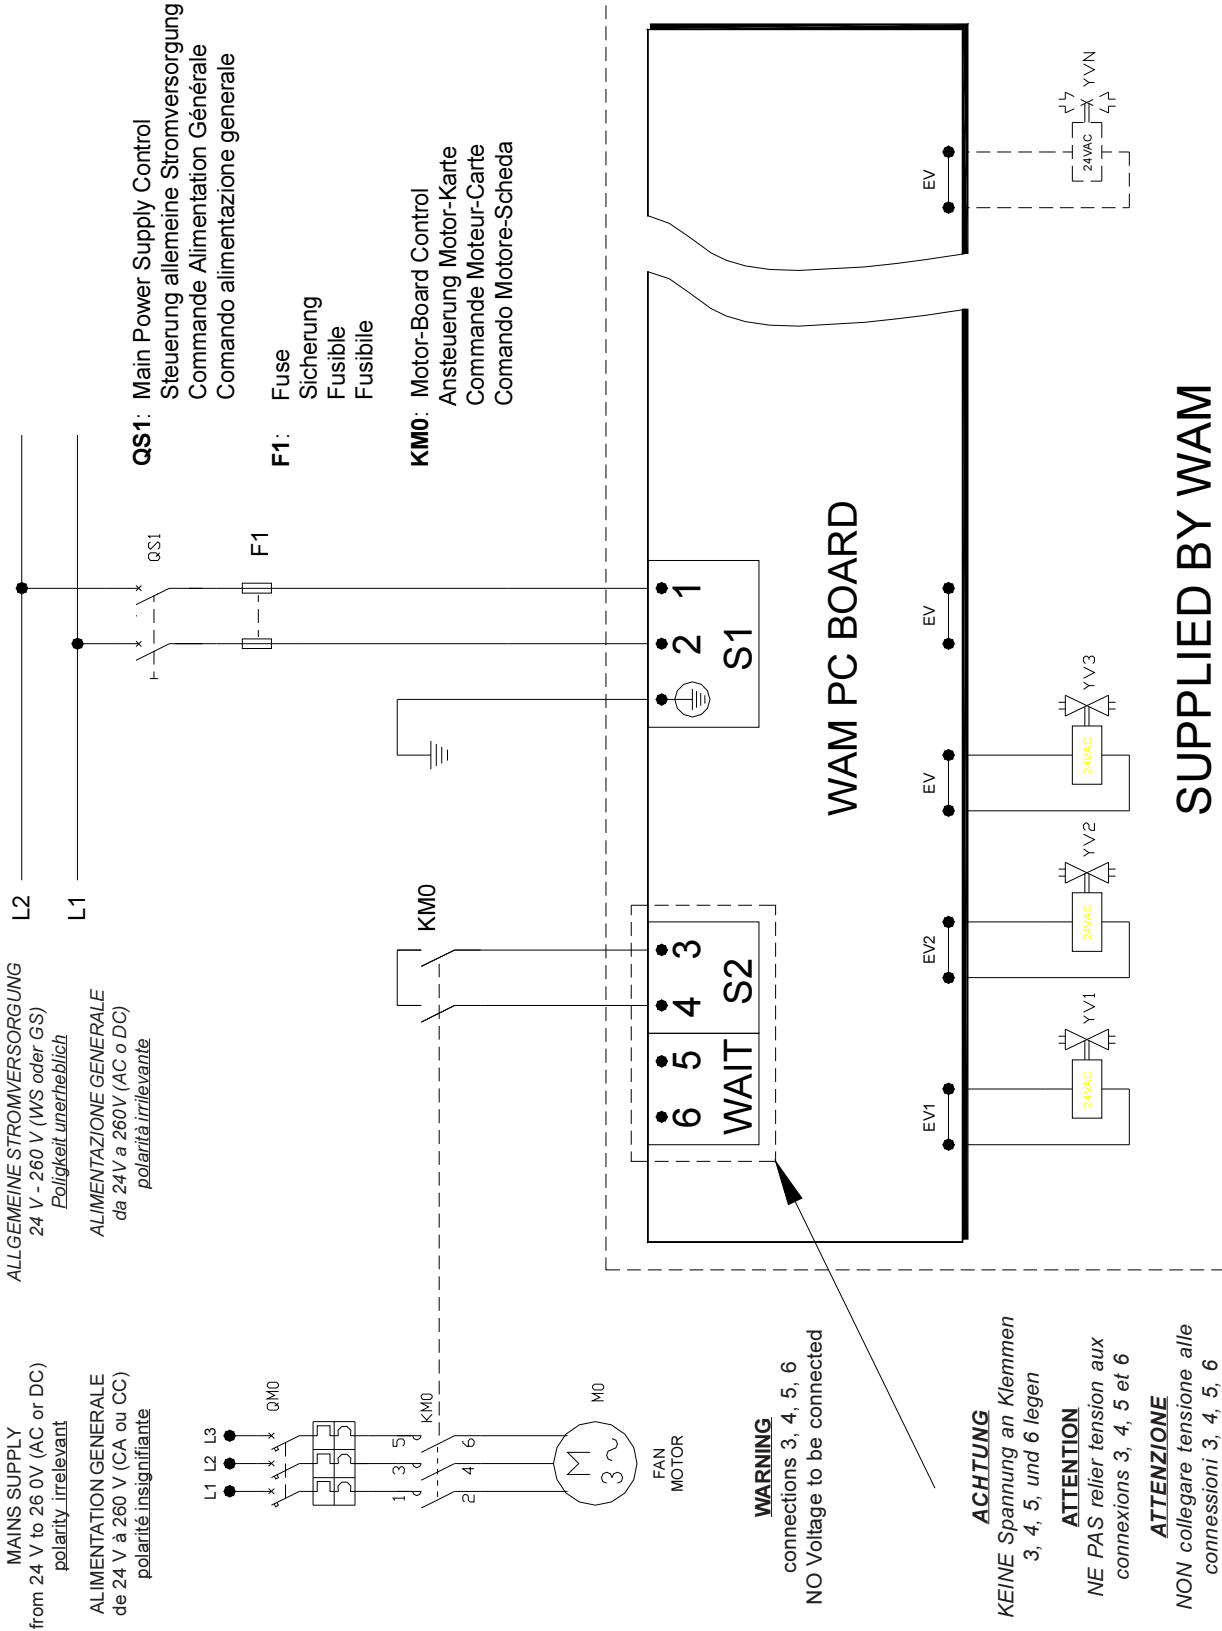 MAINS SUPPLY
from 24 V to 26 0V (AC or DC)
polarity irrelevant
ALIMENTATION GENERALE
de 24 V à 260 V (CA ou CC)
polarité insignifiante
ALLGEMEINE STROMVERSORGUNG
24 V - 260 V (WS oder GS)
Poligkeit unerheblich
ALIMENTAZIONE GENERALE
da 24V a 260V (AC o DC)
polarità irrilevante
L2
L1
QS1: Main Power Supply Control
Steuerung allemeine Stromversorgung
Commande Alimentation Générale
Comando alimentazione generale
F1: Fuse
Sicherung
Fusible
Fusibile
KM0: Motor-Board Control
Ansteuerung Motor-Karte
Commande Moteur-Carte
Comando Motore-Scheda
QS1
F1
KM0
L1 L2 L3
QM0
1 3 5
KM0
2 4 6
M
3 ~
M0
FAN
MOTOR
6 5 4 3
WAIT S2
2 1
S1
WAM PC BOARD
EV1 EV2 EV EV EV
24VAC 24VAC 24VAC 24VAC
YV1 YV2 YV3 YVN
SUPPLIED BY WAM
WARNING
connections 3, 4, 5, 6
NO Voltage to be connected
ACHTUNG
KEINE Spannung an Klemmen
3, 4, 5, und 6 legen
ATTENTION
NE PAS relier tension aux
connexions 3, 4, 5 et 6
ATTENZIONE
NON collegare tensione alle
connessioni 3, 4, 5, 6